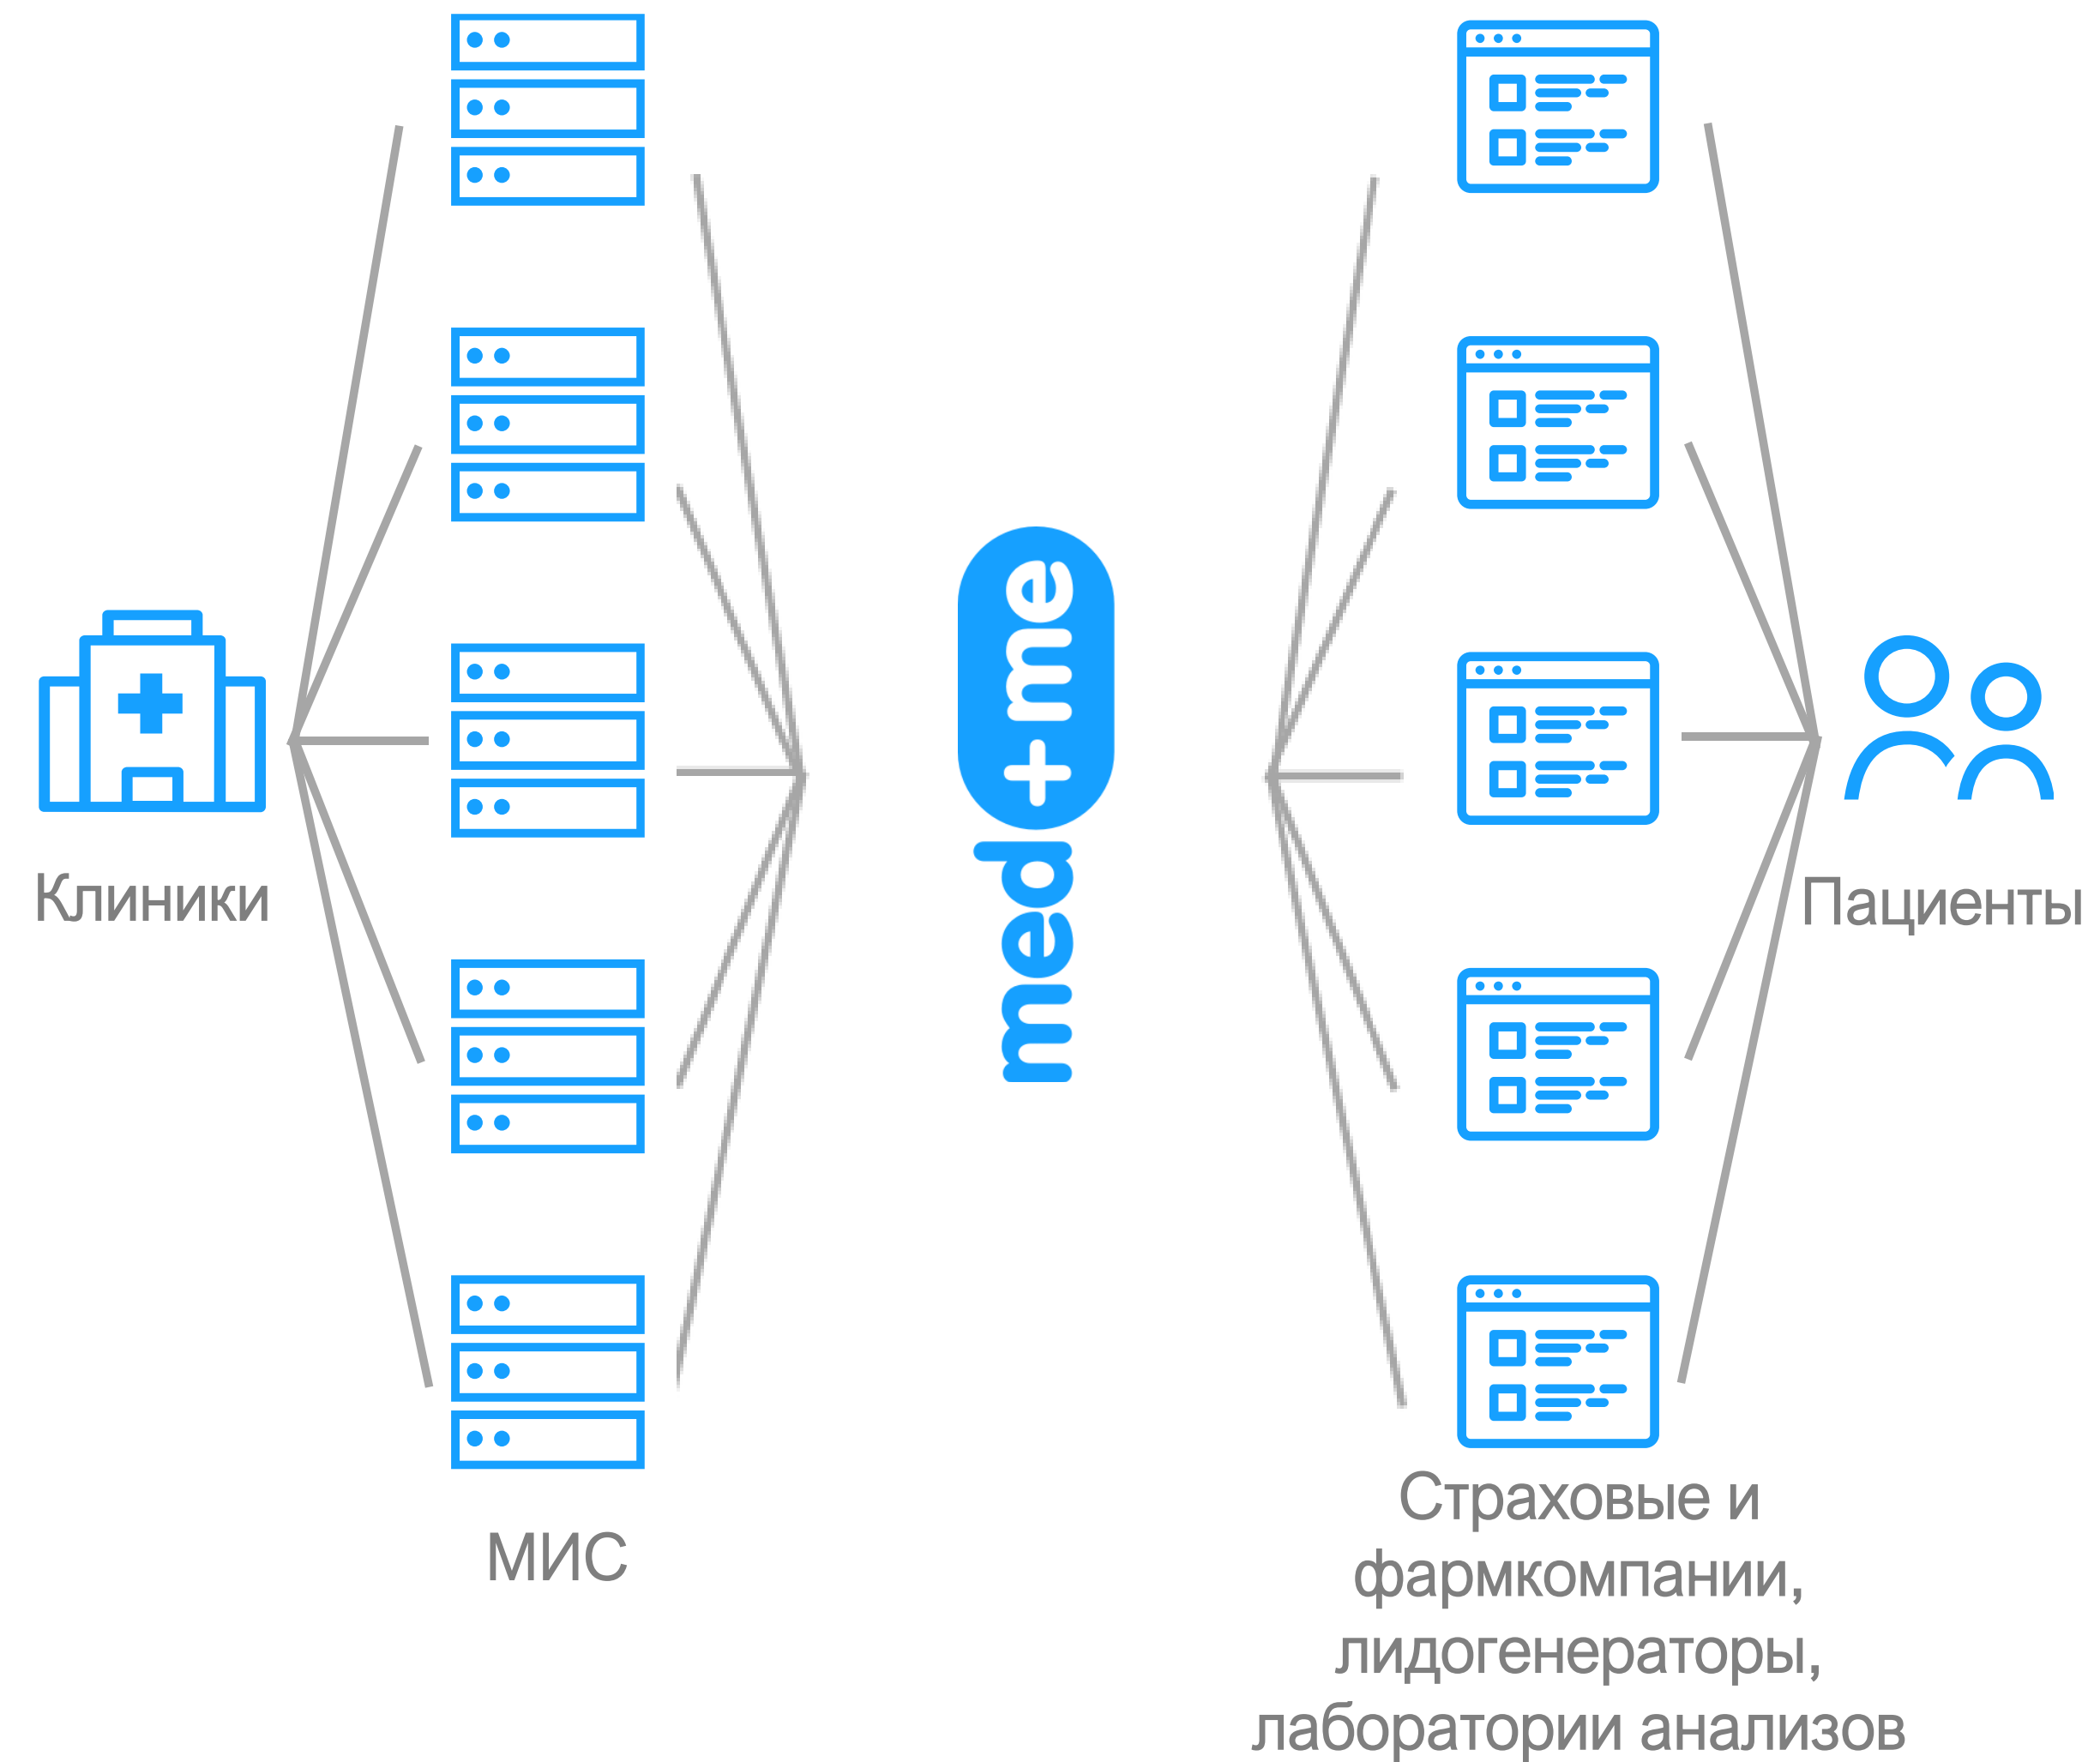 med+me
Клиники
Пациенты
МИС
Страховые и
фармкомпании,
лидогенераторы,
лаборатории анализов